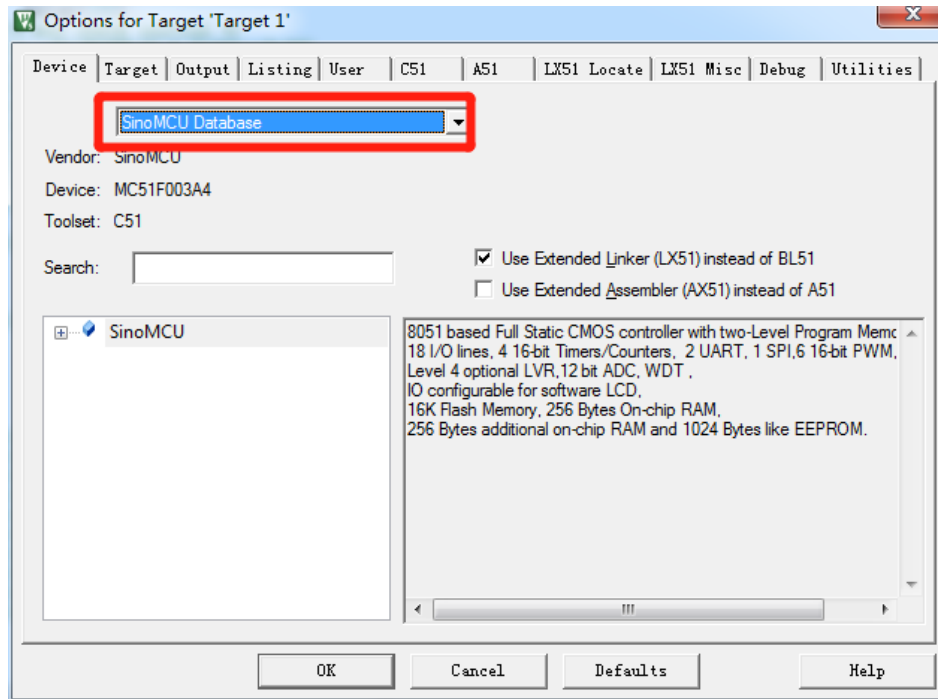 Options for Target 'Target 1'
Device Target Output Listing User C51 A51 LX51 Locate LX51 Misc Debug Utilities
SinoMCU Database
Vendor: SinoMCU
Device: MC51F003A4
Toolset: C51
Search:
Use Extended Linker (LX51) instead of BL51
Use Extended Assembler (AX51) instead of A51
SinoMCU
8051 based Full Static CMOS controller with two-Level Program Memc
18 I/O lines, 4 16-bit Timers/Counters, 2 UART, 1 SPI,6 16-bit PWM,
Level 4 optional LVR,12 bit ADC, WDT ,
IO configurable for software LCD,
16K Flash Memory, 256 Bytes On-chip RAM,
256 Bytes additional on-chip RAM and 1024 Bytes like EEPROM.
OK Cancel Defaults Help